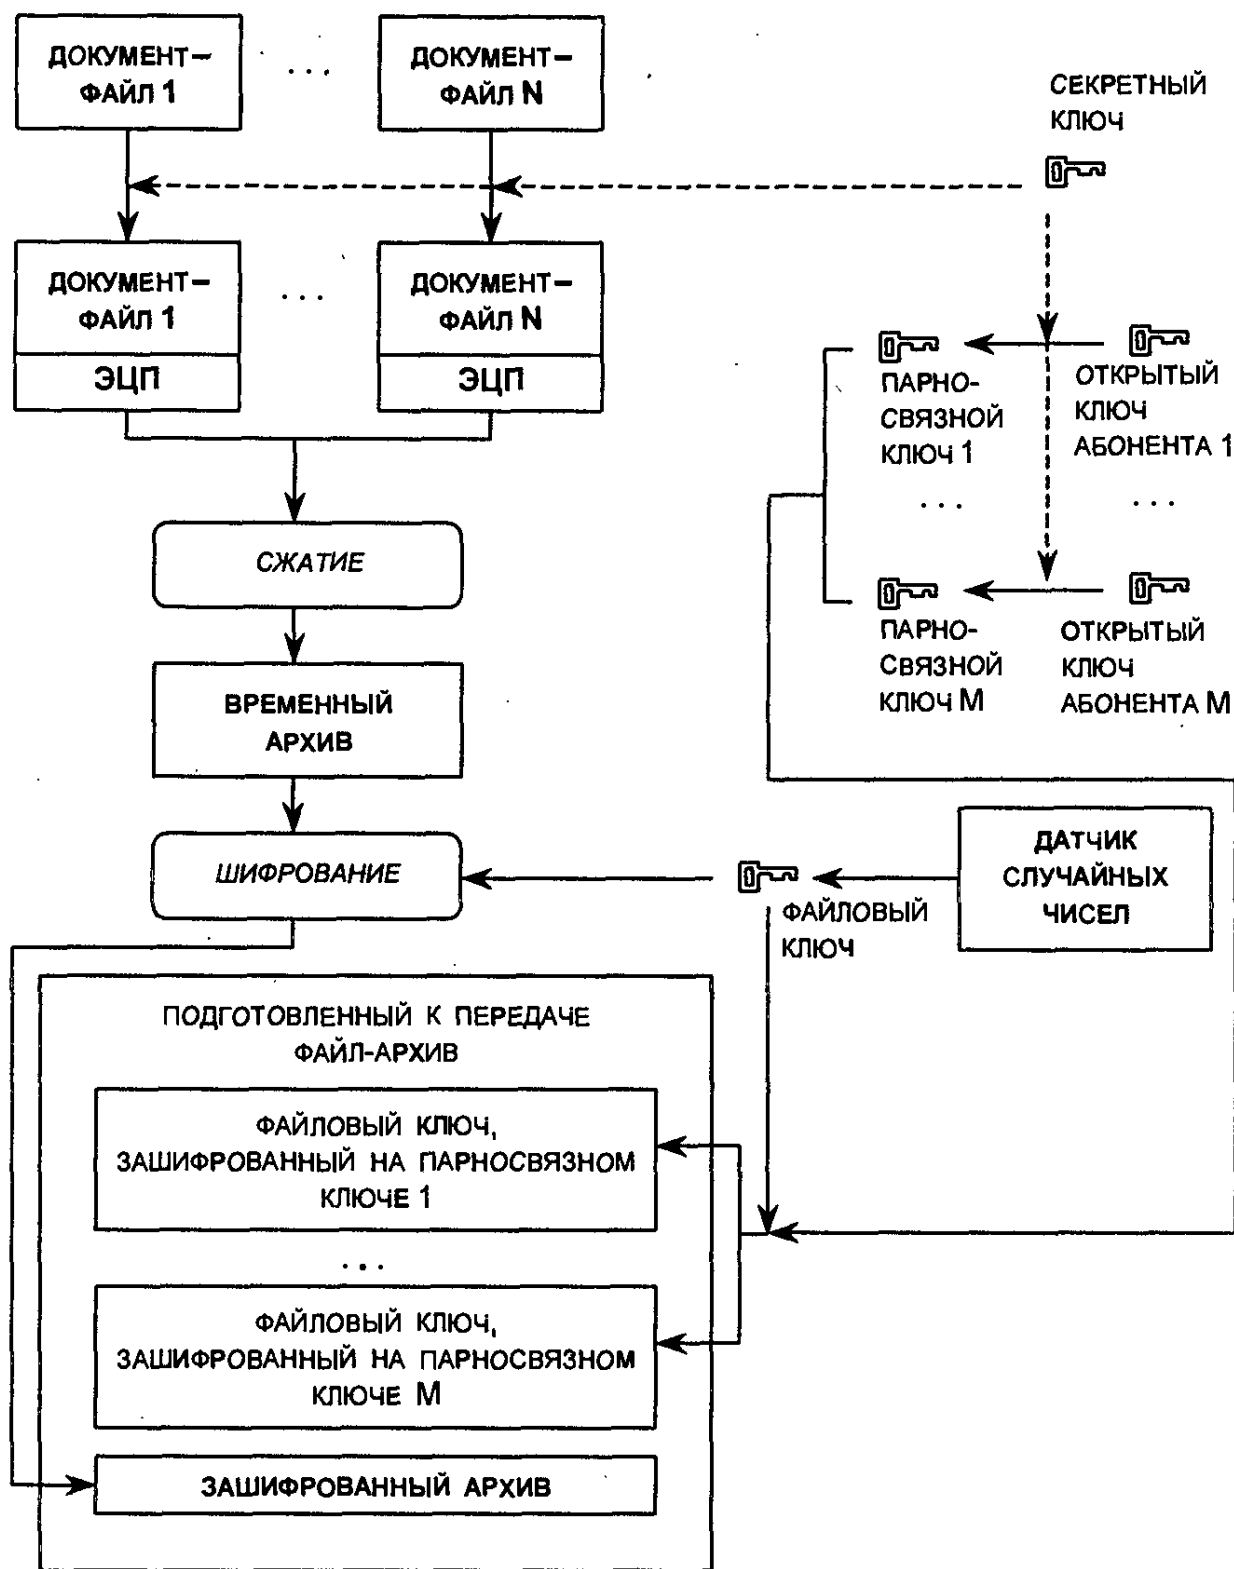 ДОКУМЕНТ–
ФАЙЛ 1
. . .
ДОКУМЕНТ–
ФАЙЛ N
СЕКРЕТНЫЙ
КЛЮЧ
ДОКУМЕНТ–
ФАЙЛ 1
ЭЦП
. . .
ДОКУМЕНТ–
ФАЙЛ N
ЭЦП
ПАРНО-
СВЯЗНОЙ
КЛЮЧ 1
ОТКРЫТЫЙ
КЛЮЧ
АБОНЕНТА 1
. . .
. . .
ПАРНО-
СВЯЗНОЙ
КЛЮЧ M
ОТКРЫТЫЙ
КЛЮЧ
АБОНЕНТА M
СЖАТИЕ
ВРЕМЕННЫЙ
АРХИВ
ШИФРОВАНИЕ
ФАЙЛОВЫЙ
КЛЮЧ
ДАТЧИК
СЛУЧАЙНЫХ
ЧИСЕЛ
ПОДГОТОВЛЕННЫЙ К ПЕРЕДАЧЕ
ФАЙЛ-АРХИВ
ФАЙЛОВЫЙ КЛЮЧ,
ЗАШИФРОВАННЫЙ НА ПАРНОСВЯЗНОМ
КЛЮЧЕ 1
. . .
ФАЙЛОВЫЙ КЛЮЧ,
ЗАШИФРОВАННЫЙ НА ПАРНОСВЯЗНОМ
КЛЮЧЕ M
ЗАШИФРОВАННЫЙ АРХИВ